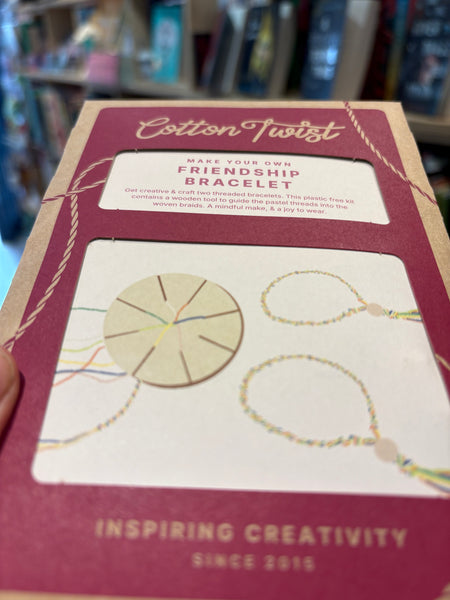 Cotton Twist
MAKE YOUR OWN
FRIENDSHIP
BRACELET
Get creative & craft two threaded bracelets. This plastic free kit
contains a wooden tool to guide the pastel threads into the
woven braids. A mindful make, & a joy to wear.
INSPIRING CREATIVITY
SINCE 2015